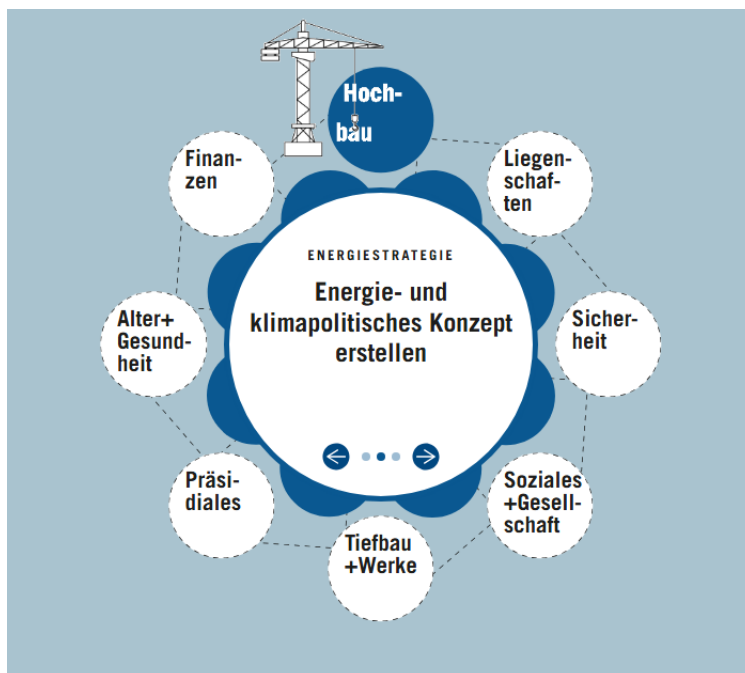 Hoch-
bau
Finan-
zen
Liegen-
schaf-
ten
ENERGIESTRATEGIE
Energie- und
klimapolitisches Konzept
erstellen
Alter+
Gesund-
heit
Sicher-
heit
Präsi-
diales
Soziales
+Gesell-
schaft
Tiefbau
+Werke